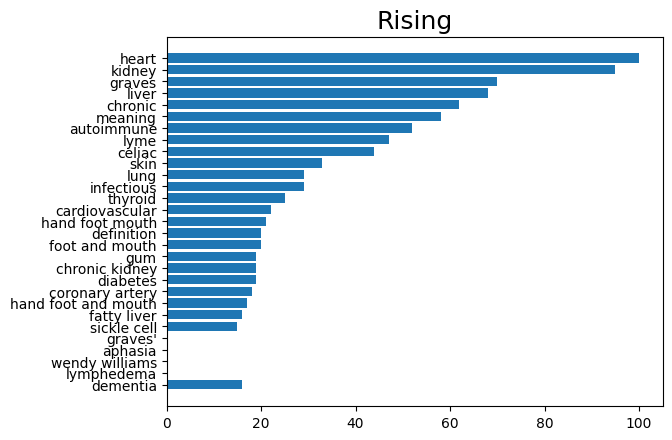 Rising
heart
kidney
graves
liver
chronic
meaning
autoimmune
lyme
celiac
skin
lung
infectious
thyroid
cardiovascular
hand foot mouth
definition
foot and mouth
gum
chronic kidney
diabetes
coronary artery
hand foot and mouth
fatty liver
sickle cell
graves'
aphasia
wendy williams
lymphedema
dementia
0 20 40 60 80 100